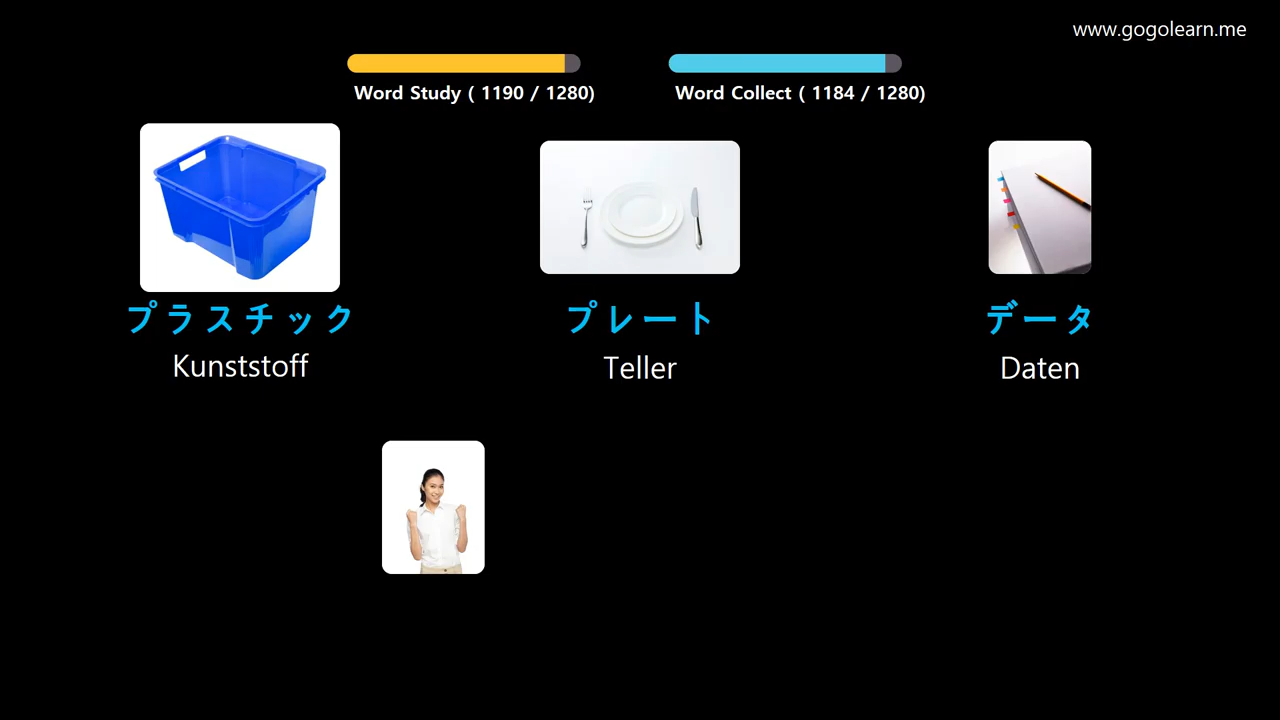 www.gogolearn.me
Word Study ( 1190 / 1280)
Word Collect ( 1184 / 1280)
プラスチック
プレート
データ
Kunststoff
Teller
Daten